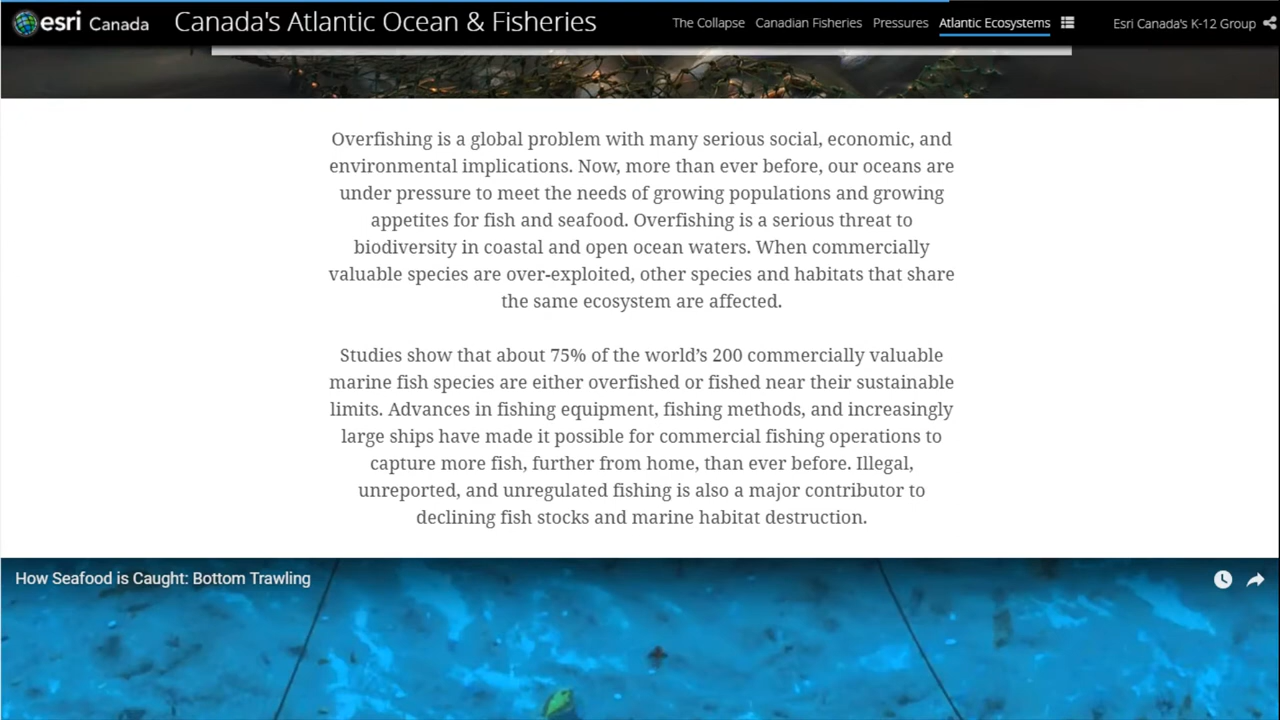 esri Canada Canada's Atlantic Ocean & Fisheries The Collapse Canadian Fisheries Pressures Atlantic Ecosystems Esri Canada's K-12 Group
Overfishing is a global problem with many serious social, economic, and
environmental implications. Now, more than ever before, our oceans are
under pressure to meet the needs of growing populations and growing
appetites for fish and seafood. Overfishing is a serious threat to
biodiversity in coastal and open ocean waters. When commercially
valuable species are over-exploited, other species and habitats that share
the same ecosystem are affected.
Studies show that about 75% of the world’s 200 commercially valuable
marine fish species are either overfished or fished near their sustainable
limits. Advances in fishing equipment, fishing methods, and increasingly
large ships have made it possible for commercial fishing operations to
capture more fish, further from home, than ever before. Illegal,
unreported, and unregulated fishing is also a major contributor to
declining fish stocks and marine habitat destruction.
How Seafood is Caught: Bottom Trawling